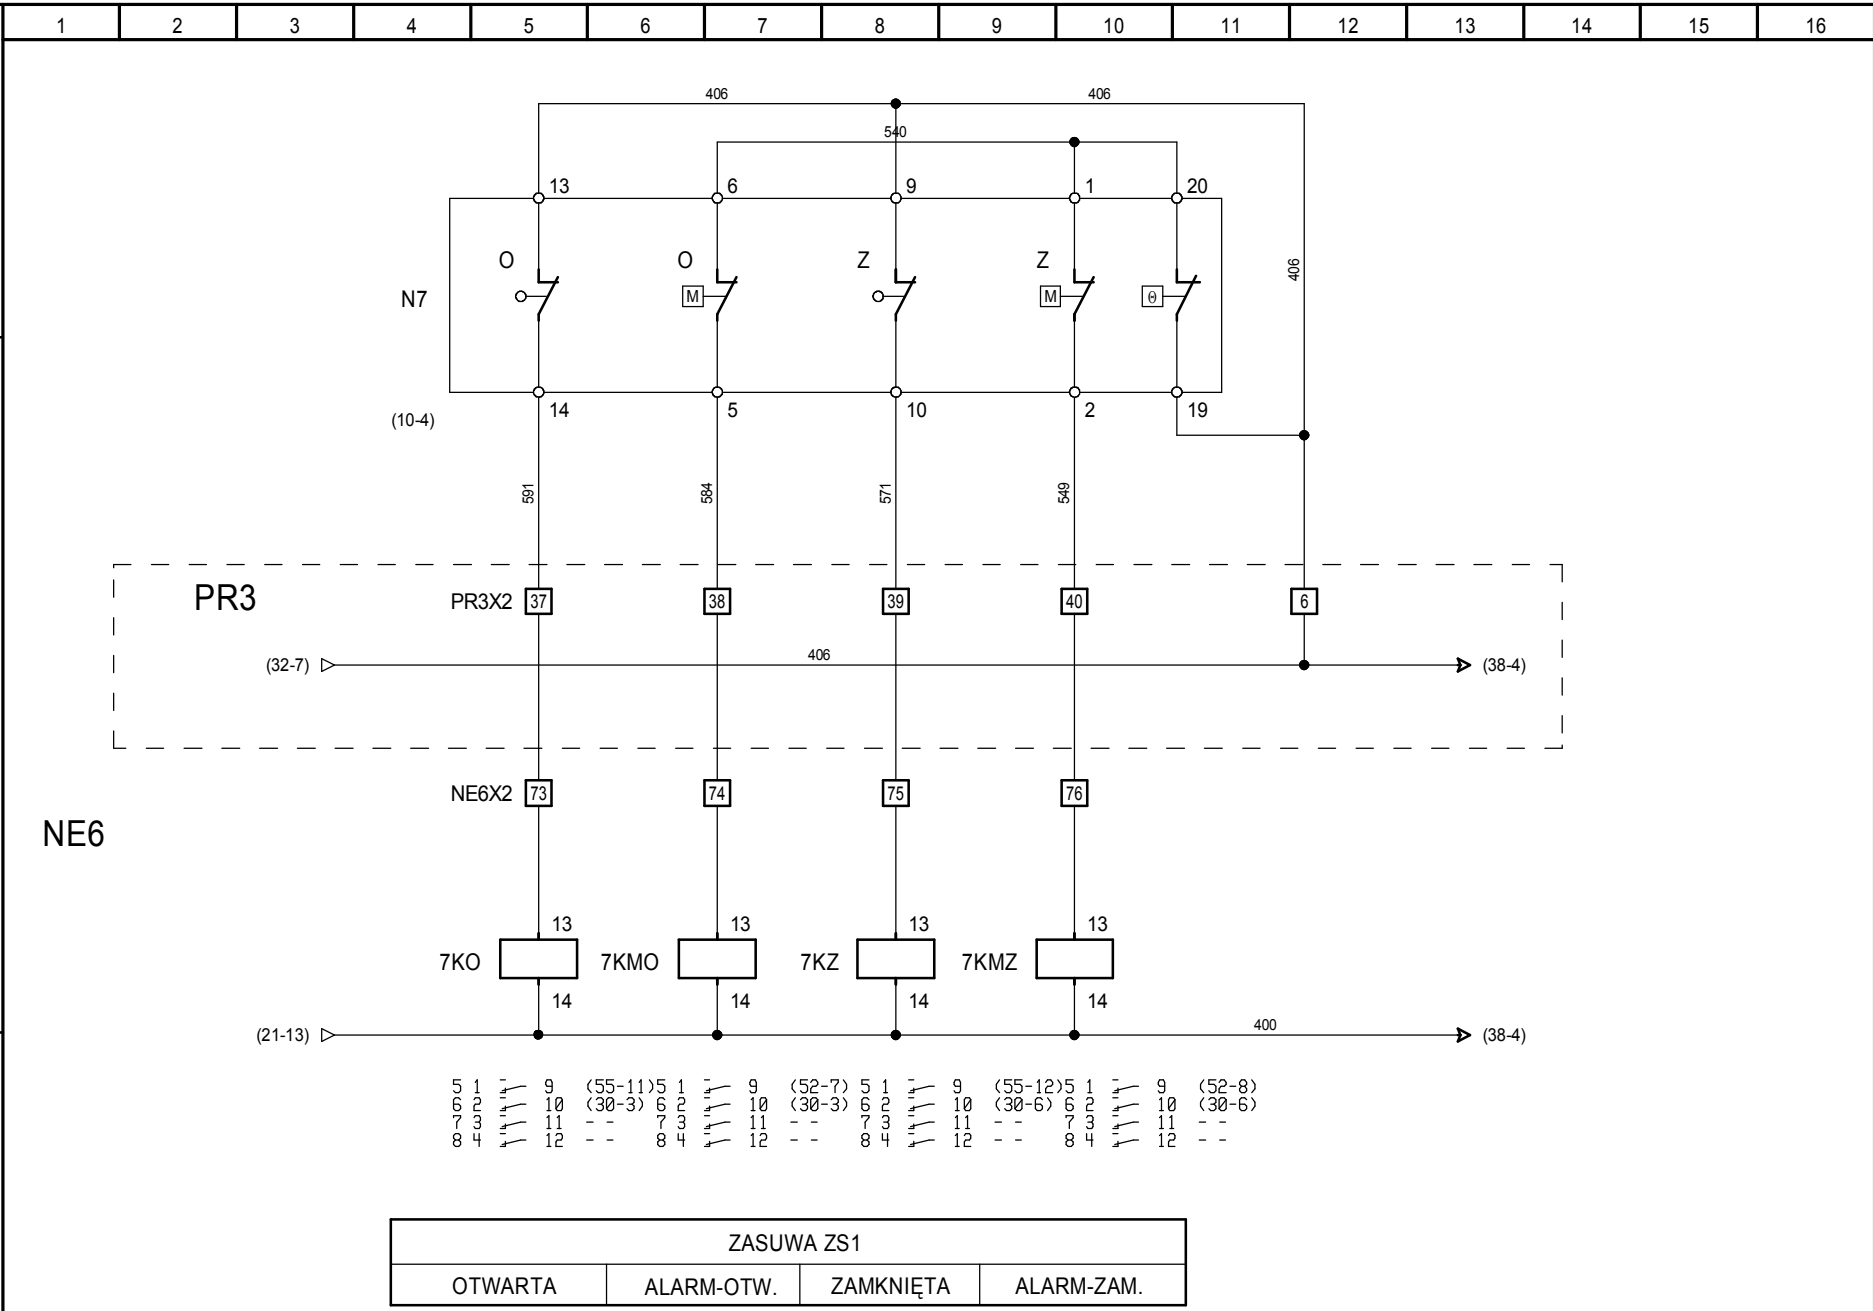 1 2 3 4 5 6 7 8 9 10 11 12 13 14 15 16
406 406
540
13 6 9 1 20
O O Z Z
406
N7 M M Θ
14 5 10 2 19
(10-4)
591 584 571 549
PR3 PR3X2 37 38 39 40 6
(32-7) 406 (38-4)
NE6X2 73 74 75 76
NE6
13 13 13 13
7KO 7KMO 7KZ 7KMZ
14 14 14 14
(21-13) 400 (38-4)
5 1 9 (55-11) 5 1 9 (52-7) 5 1 9 (55-12) 5 1 9 (52-8)
6 2 10 (30-3) 6 2 10 (30-3) 6 2 10 (30-6) 6 2 10 (30-6)
7 3 11 - - 7 3 11 - - 7 3 11 - - 7 3 11 - -
8 4 12 - - 8 4 12 - - 8 4 12 - - 8 4 12 - -
ZASUWA ZS1
OTWARTA ALARM-OTW. ZAMKNIĘTA ALARM-ZAM.